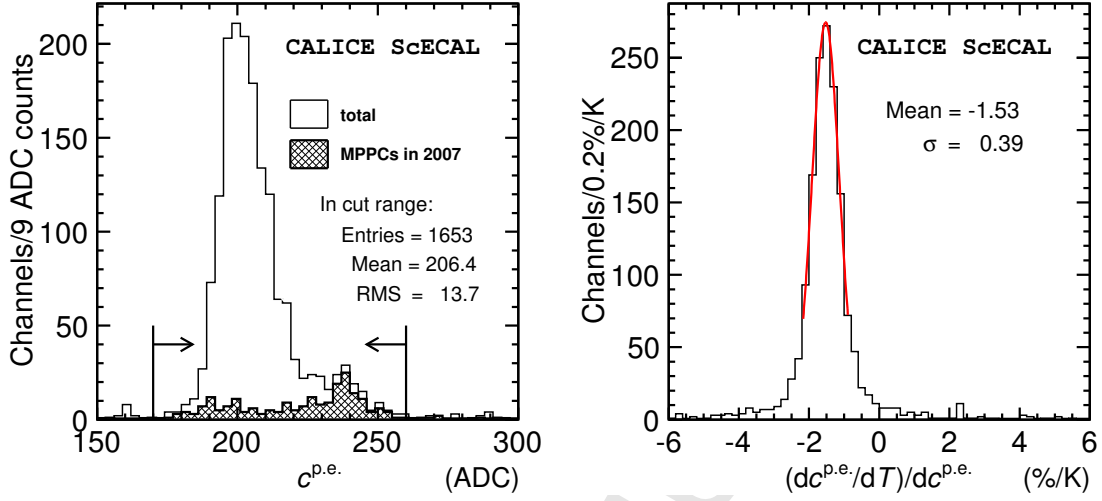 CALICE ScECAL
total
MPPCs in 2007
In cut range:
Entries = 1653
Mean = 206.4
RMS = 13.7
Channels/9 ADC counts
200
150
100
50
0
150 200 250 300
c^p.e. (ADC)
CALICE ScECAL
Mean = -1.53
σ = 0.39
Channels/0.2%/K
250
200
150
100
50
0
-6 -4 -2 0 2 4 6
(dc^p.e./dT)/dc^p.e. (%/K)